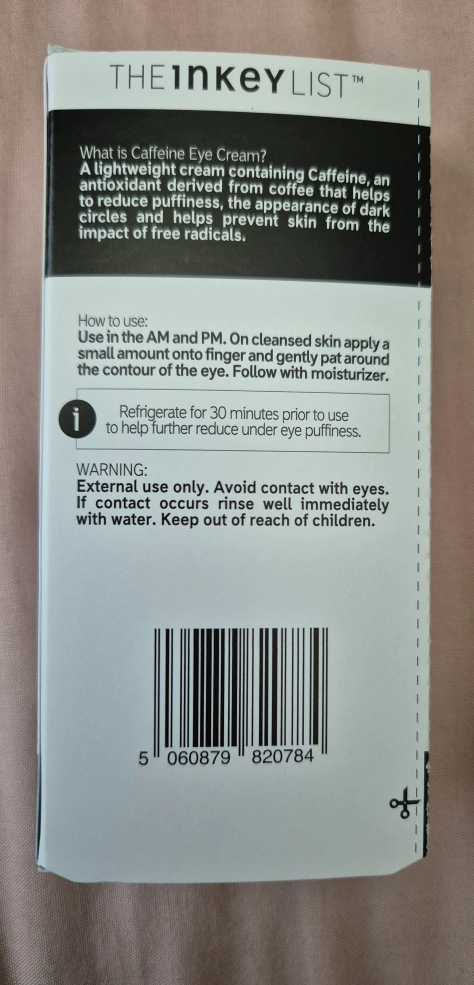 THE INKEY LIST™
What is Caffeine Eye Cream?
A lightweight cream containing Caffeine, an
antioxidant derived from coffee that helps
to reduce puffiness, the appearance of dark
circles and helps prevent skin from the
impact of free radicals.
How to use:
Use in the AM and PM. On cleansed skin apply a
small amount onto finger and gently pat around
the contour of the eye. Follow with moisturizer.
i Refrigerate for 30 minutes prior to use
to help further reduce under eye puffiness.
WARNING:
External use only. Avoid contact with eyes.
If contact occurs rinse well immediately
with water. Keep out of reach of children.
5 060879 820784